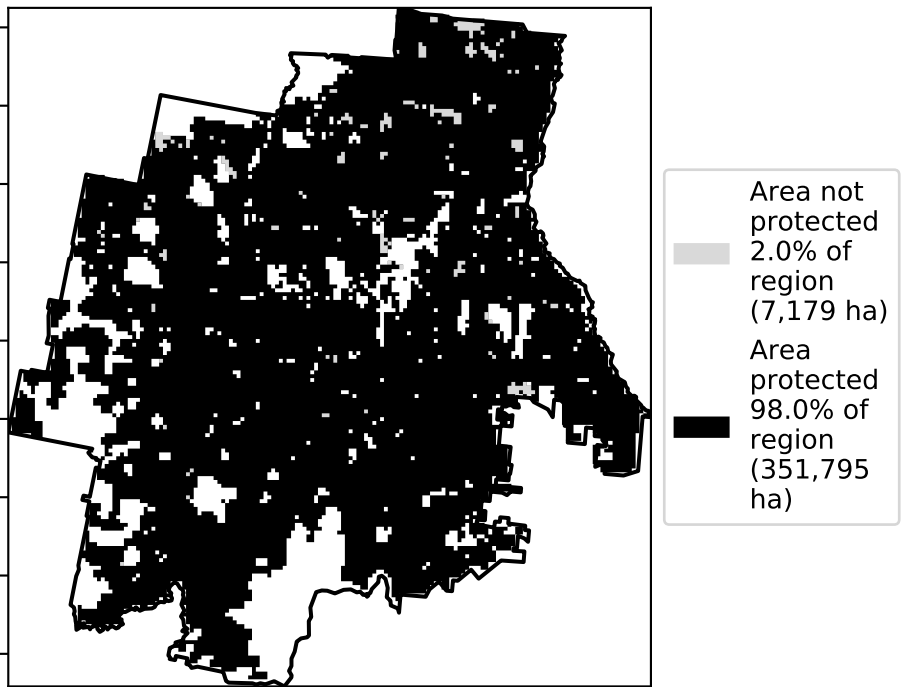 Area not
protected
2.0% of
region
(7,179 ha)
Area
protected
98.0% of
region
(351,795
ha)